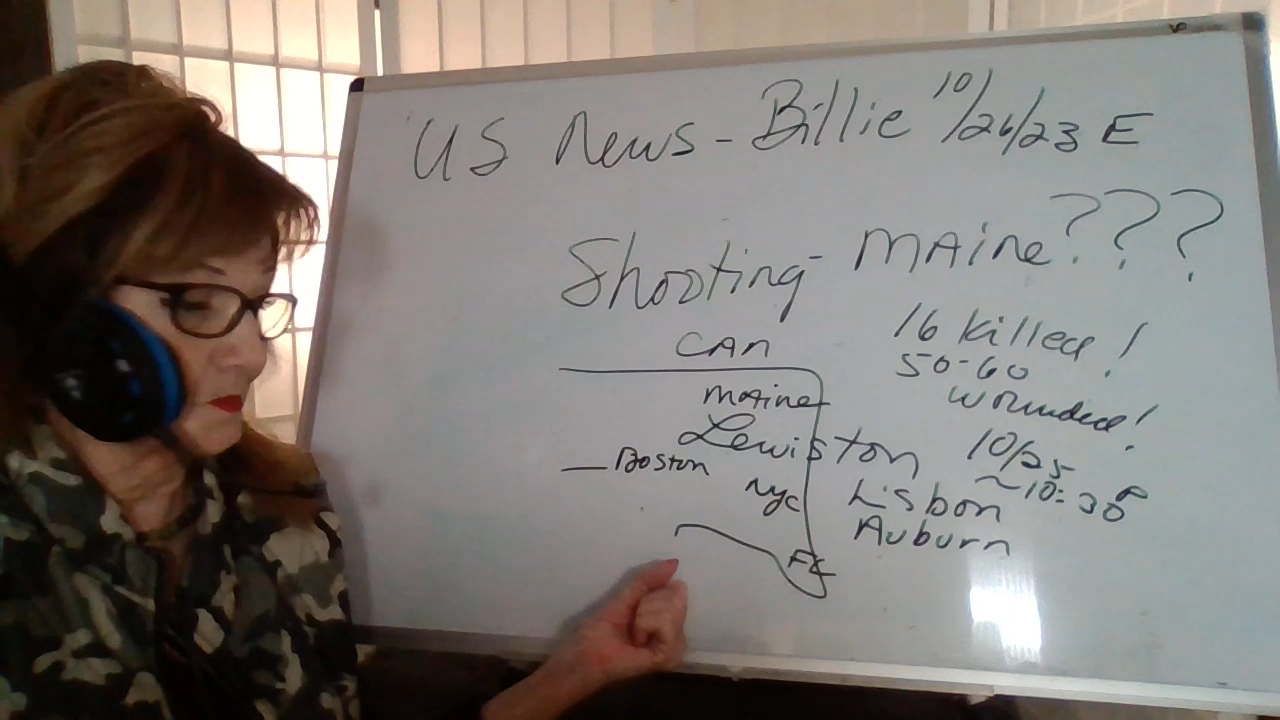 US News - Billie 10/26/23 E
Shooting - MAine???
16 killed!
50-60
wounded!
CAn
mAine
Lewiston 10/25
~10:30P
Boston
nyc
Lisbon
Auburn
FL